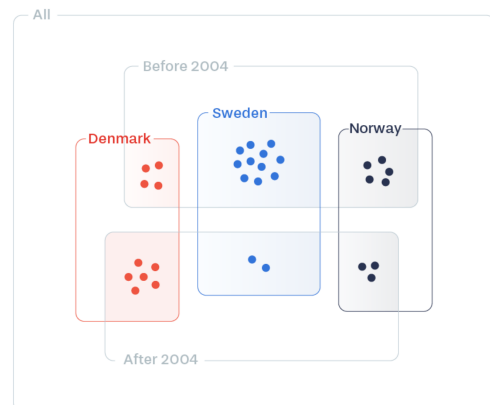 All
Before 2004
Sweden
Norway
Denmark
After 2004